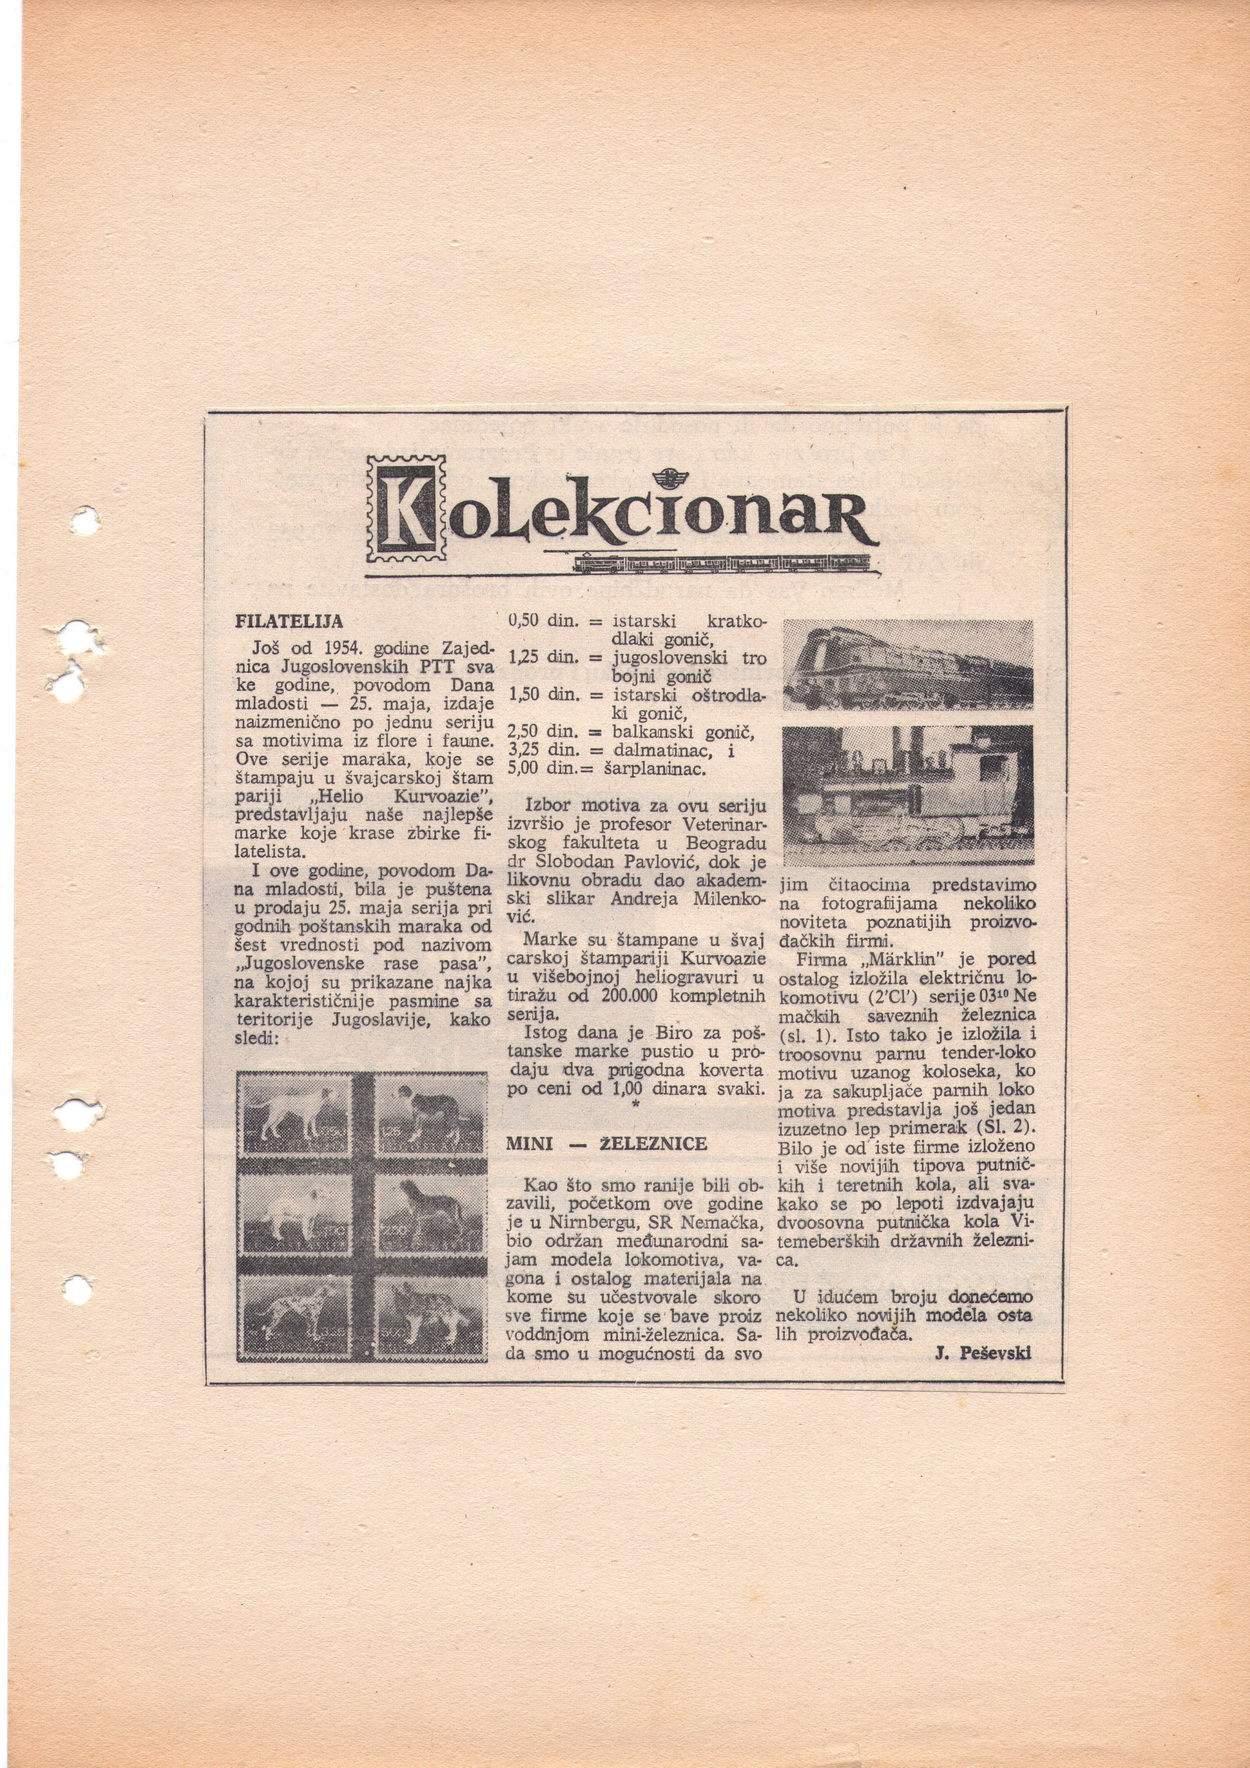 Kolekcionar
FILATELIJA
Još od 1954. godine Zajed-
nica Jugoslovenskih PTT sva
ke godine, povodom Dana
mladosti — 25. maja, izdaje
naizmenično po jednu seriju
sa motivima iz flore i faune.
Ove serije maraka, koje se
štampaju u švajcarskoj štam
pariji „Helio Kurvoazie",
predstavljaju naše najlepše
marke koje krase zbirke fi-
latelista.
I ove godine, povodom Da-
na mladosti, bila je puštena
u prodaju 25. maja serija pri
godnih poštanskih maraka od
šest vrednosti pod nazivom
„Jugoslovenske rase pasa",
na kojoj su prikazane najka
karakterističnije pasmine sa
teritorije Jugoslavije, kako
sledi:
0,50 din. = istarski kratko-
dlaki gonič,
1,25 din. = jugoslovenski tro
bojni gonič
1,50 din. = istarski oštrodla-
ki gonič,
2,50 din. = balkanski gonič,
3,25 din. = dalmatinac, i
5,00 din.= šarplaninac.
Izbor motiva za ovu seriju
izvršio je profesor Veterinar-
skog fakulteta u Beogradu
dr Slobodan Pavlović, dok je
likovnu obradu dao akadem-
ski slikar Andreja Milenko-
vić.
Marke su štampane u švaj
carskoj štampariji Kurvoazie
u višebojnoj heliogravuri u
tiražu od 200.000 kompletnih
serija.
Istog dana je Biro za poš-
tanske marke pustio u pro-
daju dva prigodna koverta
po ceni od 1,00 dinara svaki.
*
MINI — ŽELEZNICE
Kao što smo ranije bili ob-
zavili, početkom ove godine
je u Nirnbergu, SR Nemačka,
bio održan međunarodni sa-
jam modela lokomotiva, va-
gona i ostalog materijala na
kome su učestvovale skoro
sve firme koje se bave proiz
voddnjom mini-železnica. Sa-
da smo u mogućnosti da svo
jim čitaocima predstavimo
na fotografijama nekoliko
noviteta poznatijih proizvo-
đačkih firmi.
Firma „Märklin" je pored
ostalog izložila električnu lo-
komotivu (2'Cl') serije 03¹⁰ Ne
mačkih saveznih železnica
(sl. 1). Isto tako je izložila i
troosovnu parnu tender-loko
motivu uzanog koloseka, ko
ja za sakupljače parnih loko
motiva predstavlja još jedan
izuzetno lep primerak (Sl. 2).
Bilo je od iste firme izloženo
i više novijih tipova putnič-
kih i teretnih kola, ali sva-
kako se po lepoti izdvajaju
dvoosovna putnička kola Vi-
temeberških državnih železni-
ca.
U idućem broju donećemo
nekoliko novijih modela osta
lih proizvođača.
J. Peševski